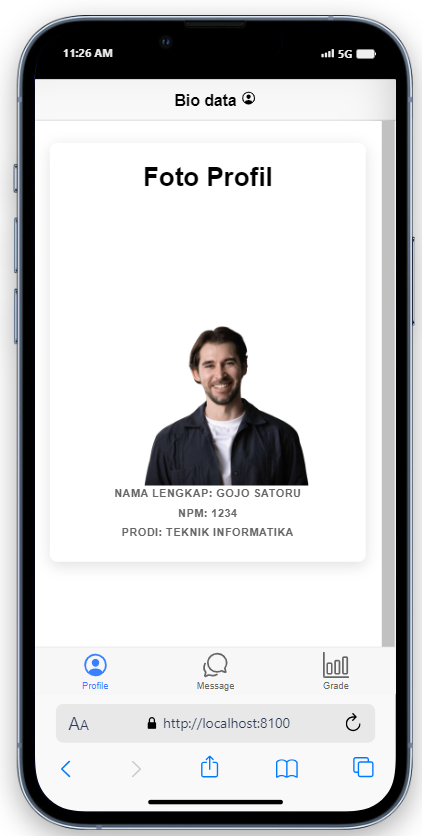 11:26 AM 5G
Bio data
Foto Profil
NAMA LENGKAP: GOJO SATORU
NPM: 1234
PRODI: TEKNIK INFORMATIKA
Profile Message Grade
AA http://localhost:8100